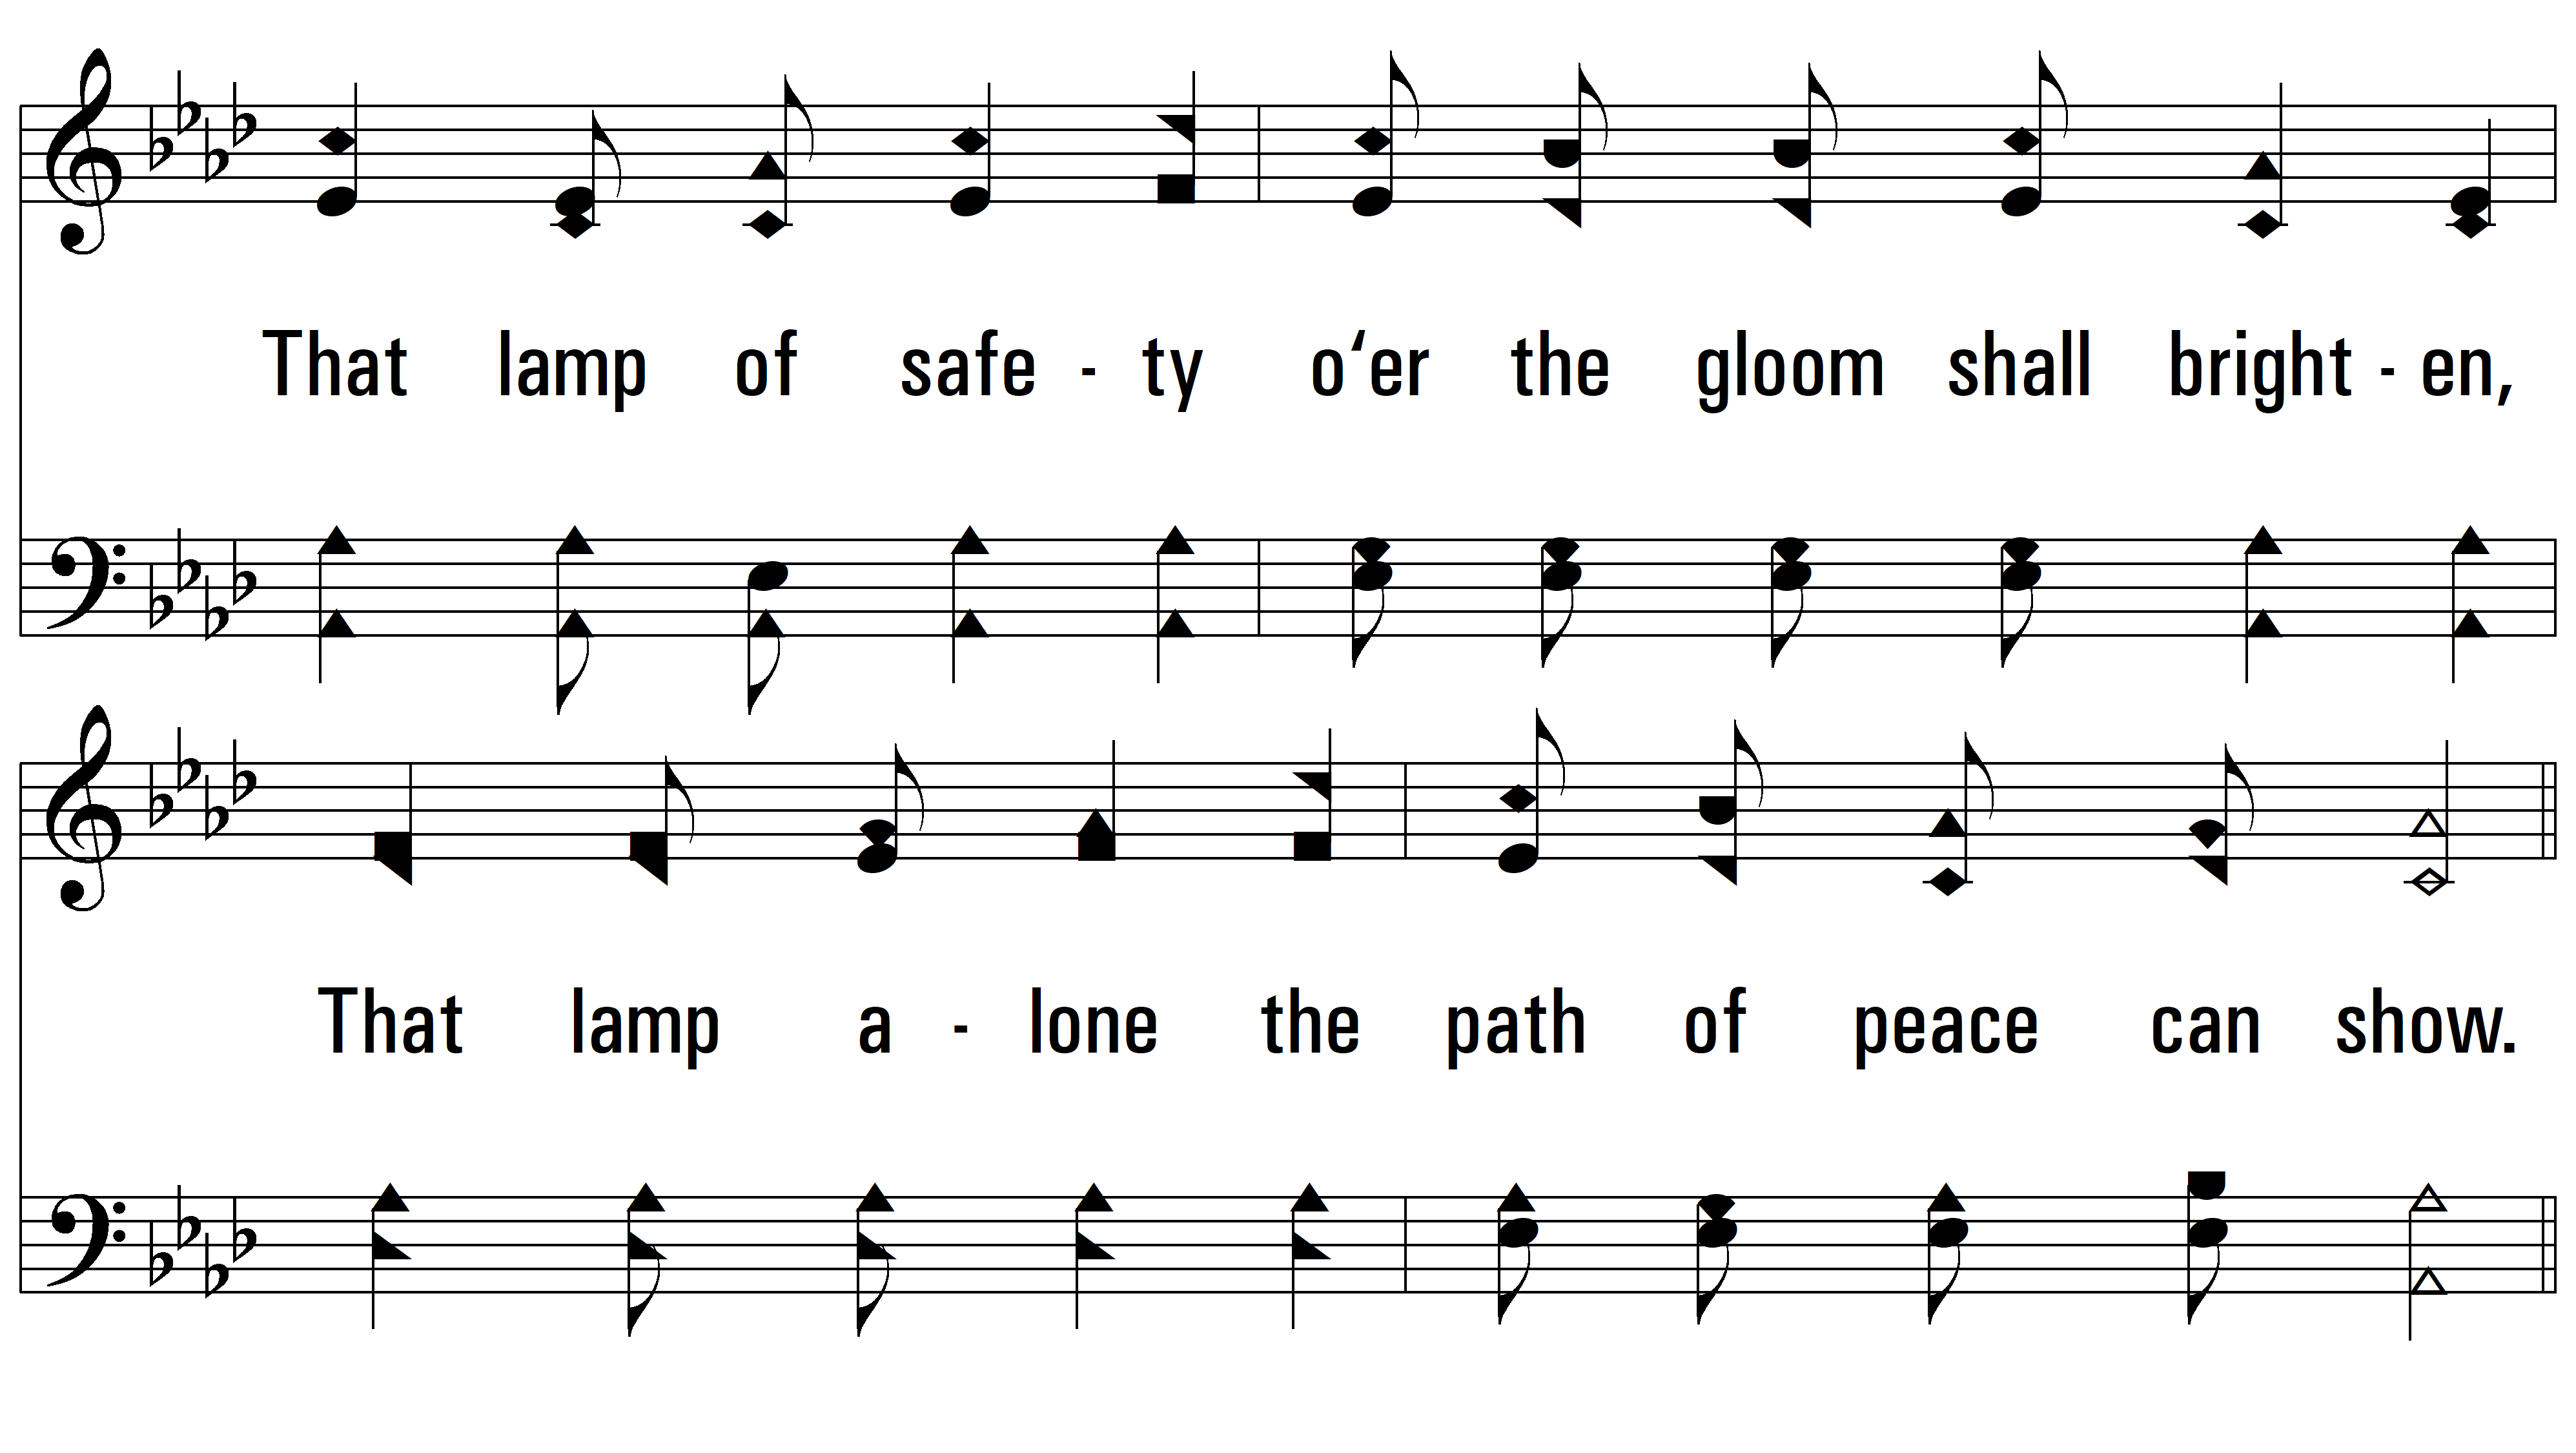 That lamp of safe - ty o‘er the gloom shall bright - en,
That lamp a - lone the path of peace can show.